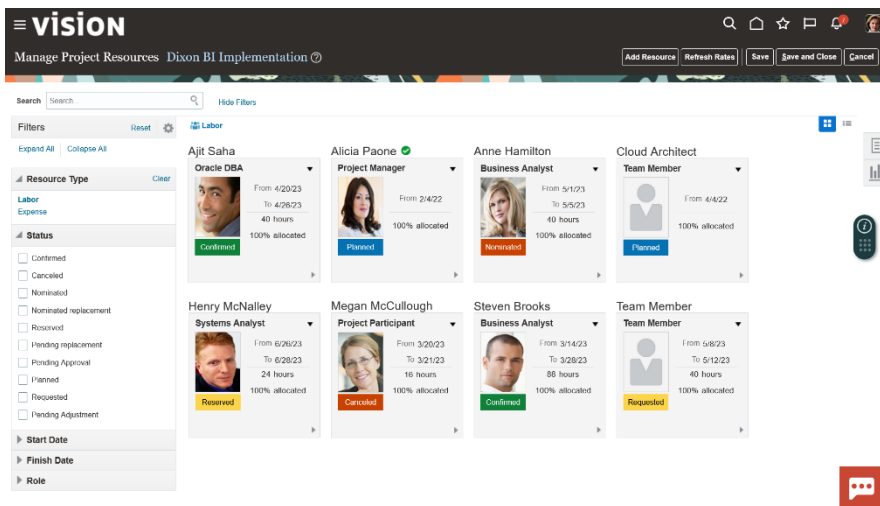 vision
Manage Project Resources Dixon BI Implementation
Add Resource Refresh Rates Save Save and Close Cancel
Search Search... Hide Filters
Filters Reset
Labor
Expand All Collapse All
Resource Type Clear
Labor
Expense
Status
Confirmed
Canceled
Nominated
Nominated replacement
Reserved
Pending replacement
Pending Approval
Planned
Requested
Pending Adjustment
Start Date
Finish Date
Role
Ajit Saha
Oracle DBA
From 4/20/23
To 4/26/23
40 hours
100% allocated
Confirmed
Alicia Paone
Project Manager
From 2/4/22
100% allocated
Planned
Anne Hamilton
Business Analyst
From 5/1/23
To 5/5/23
40 hours
100% allocated
Nominated
Cloud Architect
Team Member
From 4/4/22
100% allocated
Planned
Henry McNalley
Systems Analyst
From 6/26/23
To 6/28/23
24 hours
100% allocated
Reserved
Megan McCullough
Project Participant
From 3/20/23
To 3/21/23
16 hours
100% allocated
Canceled
Steven Brooks
Business Analyst
From 3/14/23
To 3/28/23
88 hours
100% allocated
Confirmed
Team Member
Team Member
From 5/8/23
To 5/12/23
40 hours
100% allocated
Requested